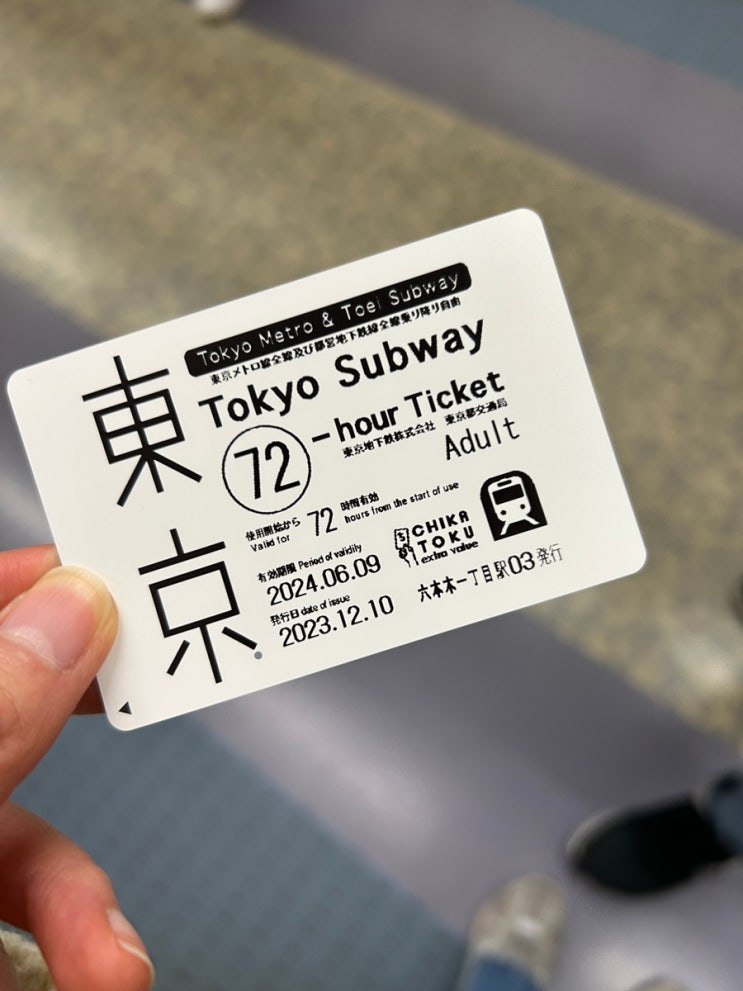 東京
Tokyo Metro & Toei Subway
東京メトロ線全線及び都営地下鉄線全線乗り降り自由
Tokyo Subway
72-hour Ticket
東京地下鉄株式会社 東京都交通局
Adult
使用開始から 72 時間有効
Valid for 72 hours from the start of use
有効期限 Period of validity
2024.06.09
発行日 date of issue
2023.12.10
CHIKA
TOKU
extra value
六本木一丁目駅03発行